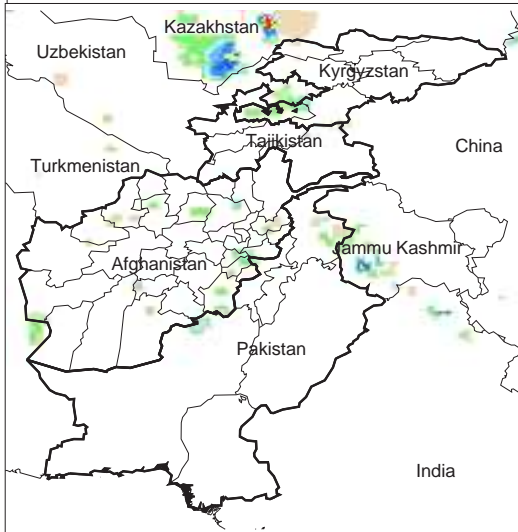 Kazakhstan
Uzbekistan
Kyrgyzstan
Tajikistan
China
Turkmenistan
Jammu Kashmir
Afghanistan
Pakistan
India